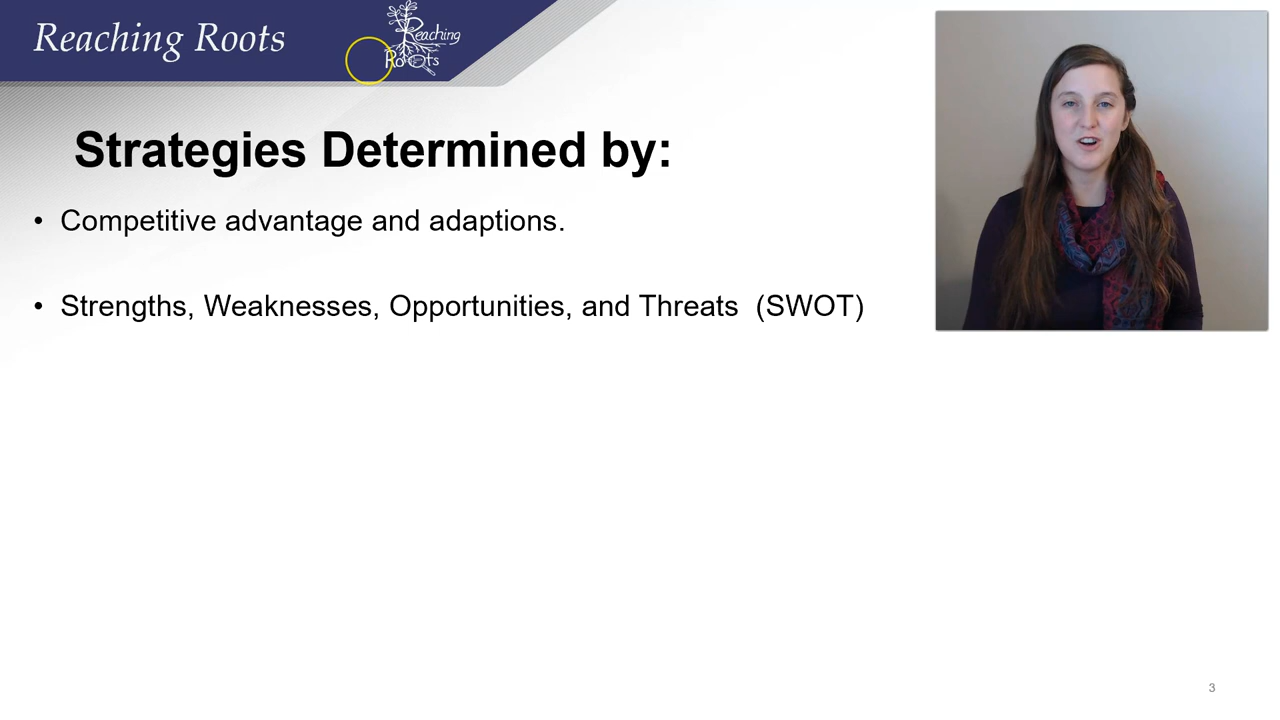 Reaching Roots
Reaching
Roots
Strategies Determined by:
• Competitive advantage and adaptions.
• Strengths, Weaknesses, Opportunities, and Threats (SWOT)
3